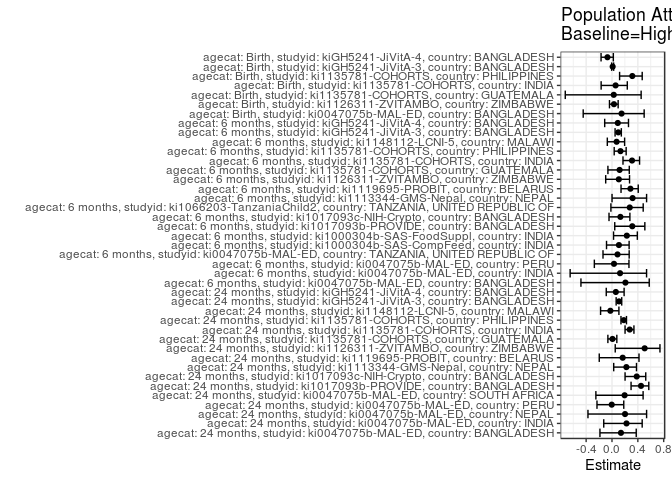 Population Att
Baseline=High
agecat: Birth, studyid: kiGH5241-JiVitA-4, country: BANGLADESH
agecat: Birth, studyid: kiGH5241-JiVitA-3, country: BANGLADESH
agecat: Birth, studyid: ki1135781-COHORTS, country: PHILIPPINES
agecat: Birth, studyid: ki1135781-COHORTS, country: INDIA
agecat: Birth, studyid: ki1135781-COHORTS, country: GUATEMALA
agecat: Birth, studyid: ki1126311-ZVITAMBO, country: ZIMBABWE
agecat: Birth, studyid: ki0047075b-MAL-ED, country: BANGLADESH
agecat: 6 months, studyid: kiGH5241-JiVitA-4, country: BANGLADESH
agecat: 6 months, studyid: kiGH5241-JiVitA-3, country: BANGLADESH
agecat: 6 months, studyid: ki1148112-LCNI-5, country: MALAWI
agecat: 6 months, studyid: ki1135781-COHORTS, country: PHILIPPINES
agecat: 6 months, studyid: ki1135781-COHORTS, country: INDIA
agecat: 6 months, studyid: ki1135781-COHORTS, country: GUATEMALA
agecat: 6 months, studyid: ki1126311-ZVITAMBO, country: ZIMBABWE
agecat: 6 months, studyid: ki1119695-PROBIT, country: BELARUS
agecat: 6 months, studyid: ki1113344-GMS-Nepal, country: NEPAL
agecat: 6 months, studyid: ki1066203-TanzaniaChild2, country: TANZANIA, UNITED REPUBLIC OF
agecat: 6 months, studyid: ki1017093c-NIH-Crypto, country: BANGLADESH
agecat: 6 months, studyid: ki1017093b-PROVIDE, country: BANGLADESH
agecat: 6 months, studyid: ki1000304b-SAS-FoodSuppl, country: INDIA
agecat: 6 months, studyid: ki1000304b-SAS-CompFeed, country: INDIA
agecat: 6 months, studyid: ki0047075b-MAL-ED, country: TANZANIA, UNITED REPUBLIC OF
agecat: 6 months, studyid: ki0047075b-MAL-ED, country: PERU
agecat: 6 months, studyid: ki0047075b-MAL-ED, country: INDIA
agecat: 6 months, studyid: ki0047075b-MAL-ED, country: BANGLADESH
agecat: 24 months, studyid: kiGH5241-JiVitA-4, country: BANGLADESH
agecat: 24 months, studyid: kiGH5241-JiVitA-3, country: BANGLADESH
agecat: 24 months, studyid: ki1148112-LCNI-5, country: MALAWI
agecat: 24 months, studyid: ki1135781-COHORTS, country: PHILIPPINES
agecat: 24 months, studyid: ki1135781-COHORTS, country: INDIA
agecat: 24 months, studyid: ki1135781-COHORTS, country: GUATEMALA
agecat: 24 months, studyid: ki1126311-ZVITAMBO, country: ZIMBABWE
agecat: 24 months, studyid: ki1119695-PROBIT, country: BELARUS
agecat: 24 months, studyid: ki1113344-GMS-Nepal, country: NEPAL
agecat: 24 months, studyid: ki1017093c-NIH-Crypto, country: BANGLADESH
agecat: 24 months, studyid: ki1017093b-PROVIDE, country: BANGLADESH
agecat: 24 months, studyid: ki0047075b-MAL-ED, country: SOUTH AFRICA
agecat: 24 months, studyid: ki0047075b-MAL-ED, country: PERU
agecat: 24 months, studyid: ki0047075b-MAL-ED, country: NEPAL
agecat: 24 months, studyid: ki0047075b-MAL-ED, country: INDIA
agecat: 24 months, studyid: ki0047075b-MAL-ED, country: BANGLADESH
-0.4 0.0 0.4 0.8
Estimate